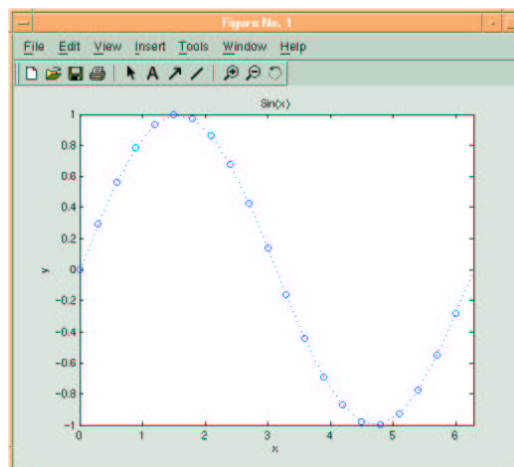 Figure No. 1
File Edit View Insert Tools Window Help
A
Sin(x)
1
0.8
0.6
0.4
0.2
0
−0.2
−0.4
−0.6
−0.8
−1
y
0 1 2 3 4 5 6
x